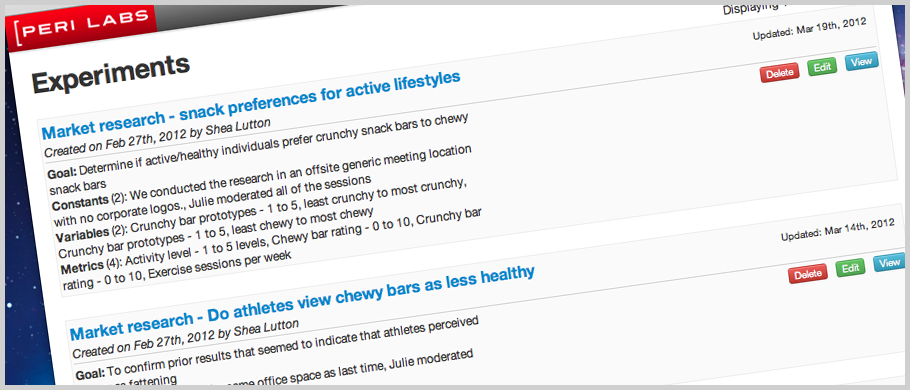 [PERI LABS
Displaying
Experiments
Updated: Mar 19th, 2012
Delete Edit View
Market research - snack preferences for active lifestyles
Created on Feb 27th, 2012 by Shea Lutton
Goal: Determine if active/healthy individuals prefer crunchy snack bars to chewy
snack bars
Constants (2): We conducted the research in an offsite generic meeting location
with no corporate logos., Julie moderated all of the sessions
Variables (2): Crunchy bar prototypes - 1 to 5, least crunchy to most crunchy,
Crunchy bar prototypes - 1 to 5, least chewy to most chewy
Metrics (4): Activity level - 1 to 5 levels, Chewy bar rating - 0 to 10, Crunchy bar
rating - 0 to 10, Exercise sessions per week
Updated: Mar 14th, 2012
Delete Edit View
Market research - Do athletes view chewy bars as less healthy
Created on Feb 27th, 2012 by Shea Lutton
Goal: To confirm prior results that seemed to indicate that athletes perceived
fattening
office space as last time, Julie moderated